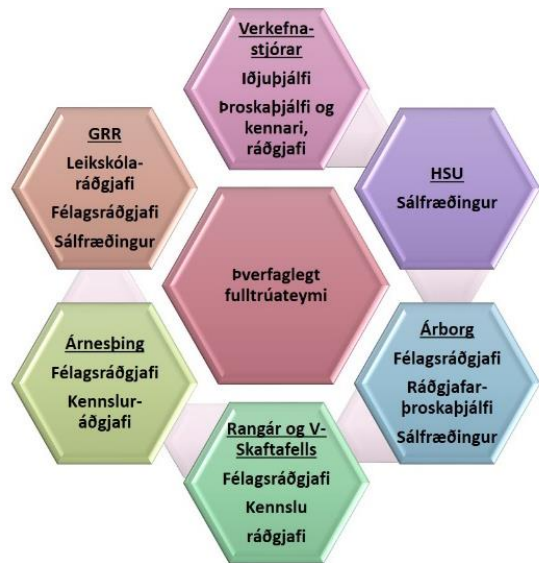 Verkefna-
stjórar
Iðjuþjálfi
Þroskaþjálfi og
kennari,
ráðgjafi
GRR
Leikskóla-
ráðgjafi
Félagsráðgjafi
Sálfræðingur
HSU
Sálfræðingur
Þverfaglegt
fulltrúateymi
Árnesþing
Félagsráðgjafi
Kennslur-
áðgjafi
Árborg
Félagsráðgjafi
Ráðgjafar-
þroskaþjálfi
Sálfræðingur
Rangár og V-
Skaftafells
Félagsráðgjafi
Kennslu
ráðgjafi